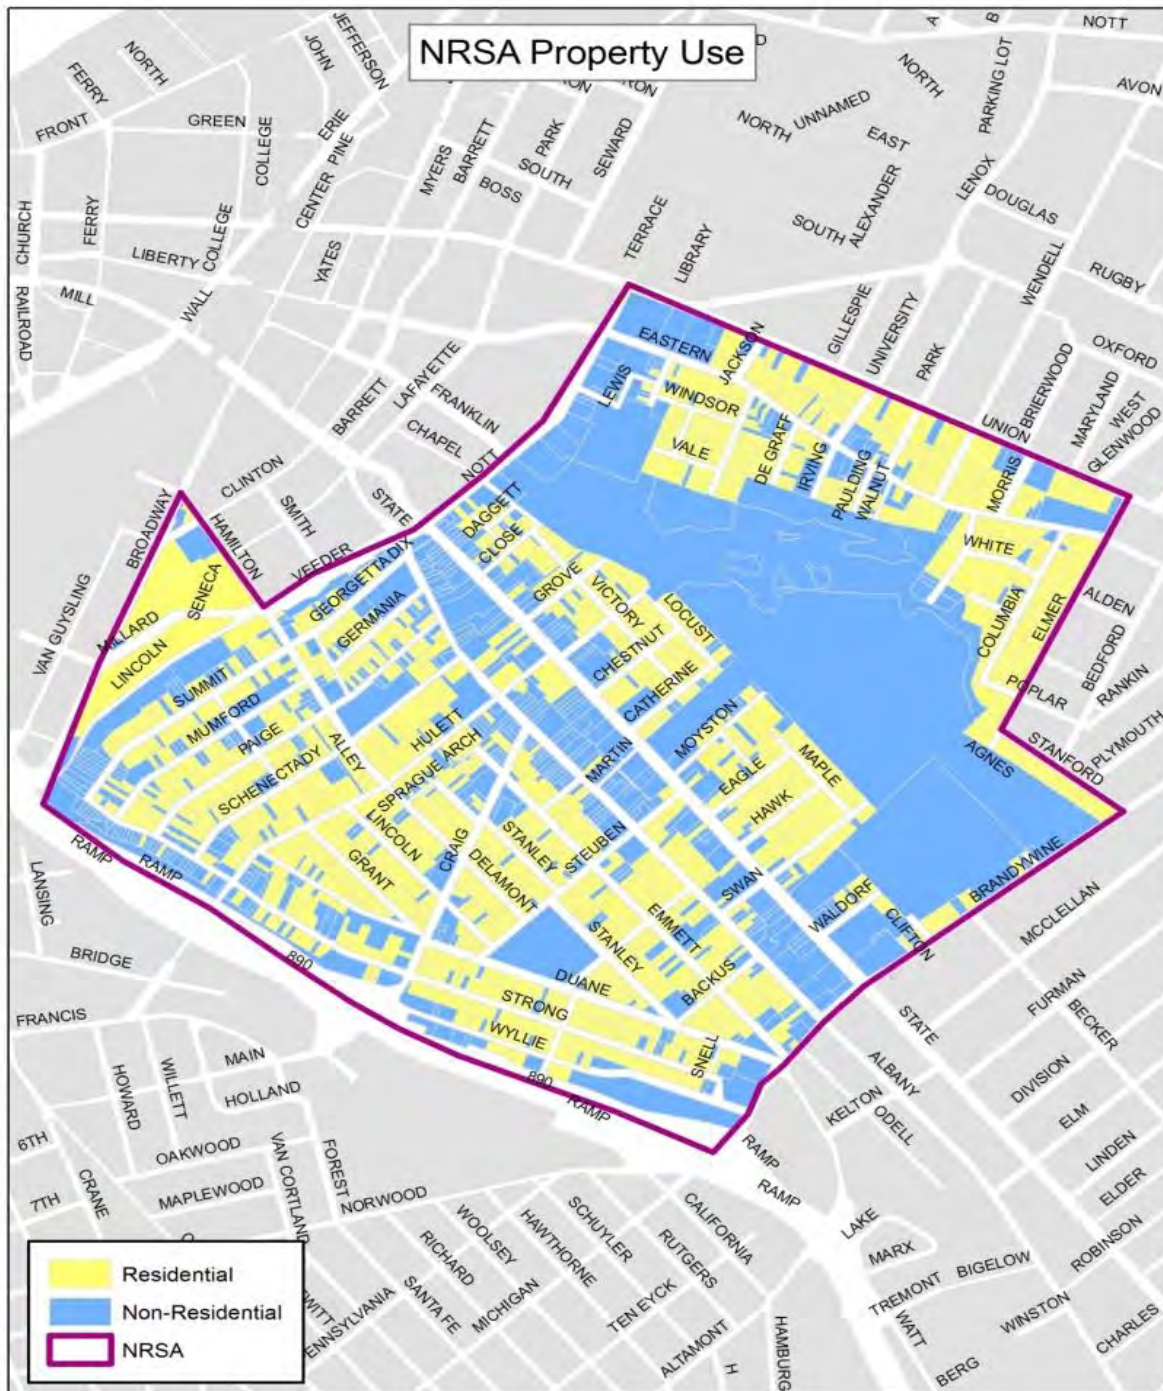 NRSA Property Use
NOTT
A
B
JEFFERSON
JOHN
NORTH
FERRY
FRONT
GREEN
COLLEGE
ERIE
PINE
CENTER
MYERS
BARRETT
PARK
SOUTH
BOSS
SEWARD
NORTH
UNNAMED
NORTH
EAST
PARKING LOT
AVON
LENOX
DOUGLAS
ALEXANDER
SOUTH
WENDELL
RUGBY
CHURCH
FERRY
LIBERTY
COLLEGE
YATES
MILL
WALL
RAILROAD
TERRACE
LIBRARY
GILLESPIE
UNIVERSITY
PARK
OXFORD
BRIERWOOD
MARYLAND
WEST
GLENWOOD
UNION
EASTERN
JACKSON
LEWIS
WINDSOR
VALE
DE GRAFF
IRVING
PAULDING
WALNUT
MORRIS
WHITE
COLUMBIA
ELMER
ALDEN
BEDFORD
RANKIN
POPLAR
PLYMOUTH
STANFORD
AGNES
BARRETT
LAFAYETTE
FRANKLIN
CHAPEL
NOTT
CLINTON
SMITH
STATE
BROADWAY
HAMILTON
VEEDER
VAN GUYSLING
SENECA
MILLARD
LINCOLN
DAGGETT
CLOSE
GEORGETTA DIX
GERMANIA
GROVE
VICTORY
LOCUST
CHESTNUT
CATHERINE
SUMMIT
MUMFORD
PAIGE
SCHENECTADY
ALLEY
HULETT
SPRAGUE
ARCH
MARTIN
MOYSTON
EAGLE
MAPLE
HAWK
LINCOLN
GRANT
CRAIG
STANLEY
DELAMONT
STEUBEN
SWAN
WALDORF
CLIFTON
BRANDYWINE
EMMETT
STANLEY
BACKUS
DUANE
STRONG
WYLLIE
SNELL
RAMP
RAMP
LANSING
890
890
RAMP
BRIDGE
FRANCIS
MAIN
HOLLAND
HOWARD
WILLETT
OAKWOOD
MAPLEWOOD
VAN CORTLAND
FOREST
6TH
7TH
CRANE
NORWOOD
WOOLSEY
RICHARD
SANTA FE
HAWTHORNE
SCHUYLER
MICHIGAN
RUTGERS
CALIFORNIA
TEN EYCK
ALTAMONT
H
HAMBURG
RAMP
RAMP
MCCLELLAN
FURMAN
BECKER
STATE
ALBANY
KELTON
ODELL
DIVISION
ELM
LINDEN
ELDER
ROBINSON
LAKE
MARX
TREMONT
BIGELOW
WATT
WINSTON
CHARLES
BERG
Residential
Non-Residential
NRSA